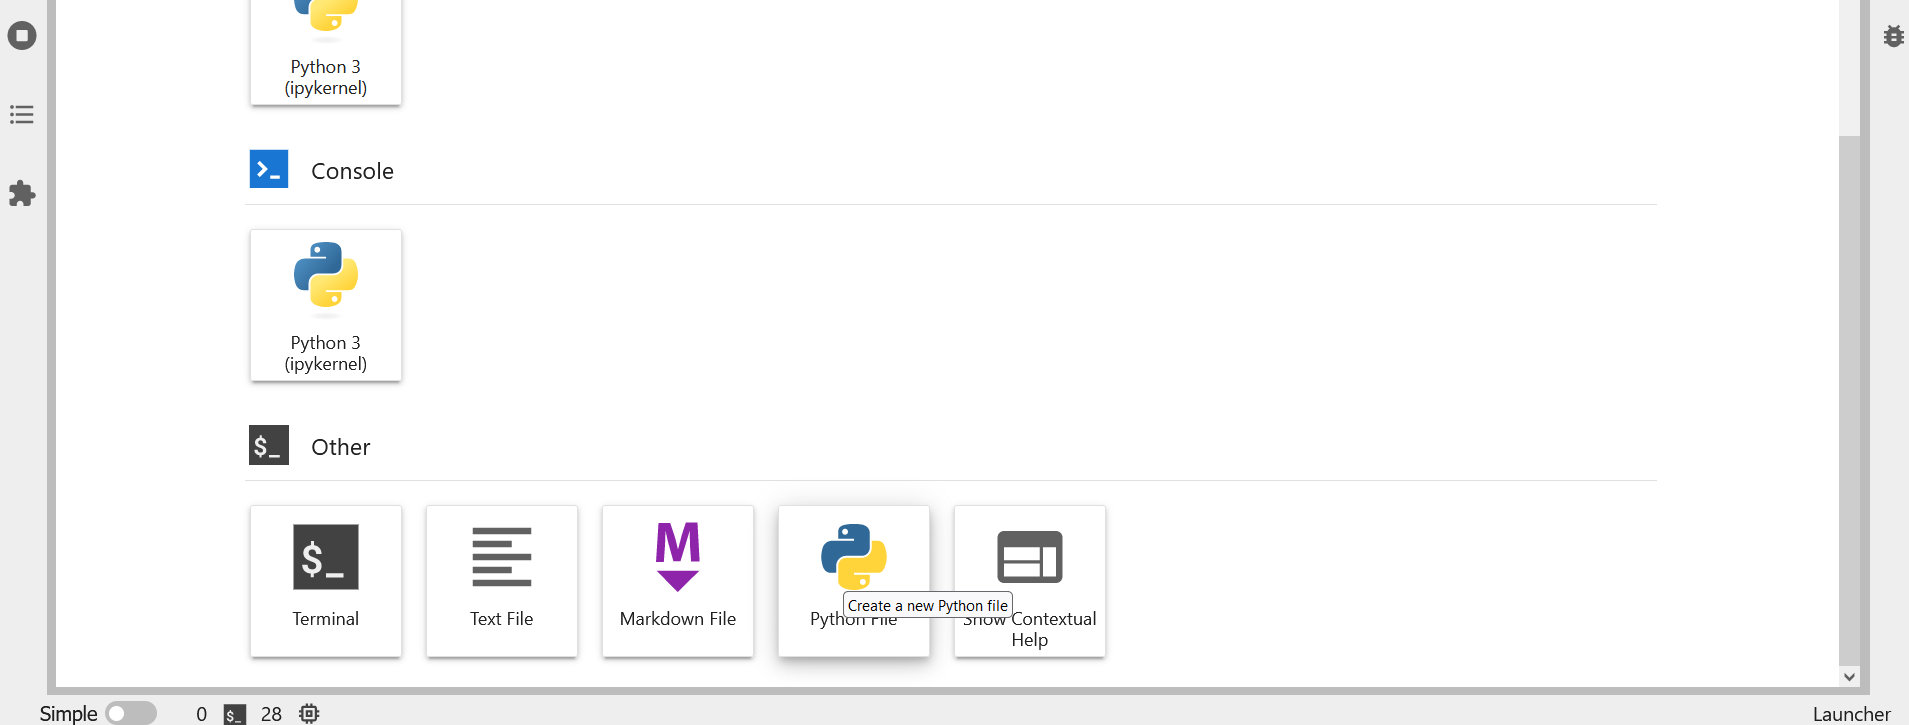 Python 3
(ipykernel)
Console
Python 3
(ipykernel)
$_ Other
$_
Terminal
Text File
M
Markdown File
Python File
Create a new Python file
Show Contextual
Help
Simple 0 $_ 28 Launcher